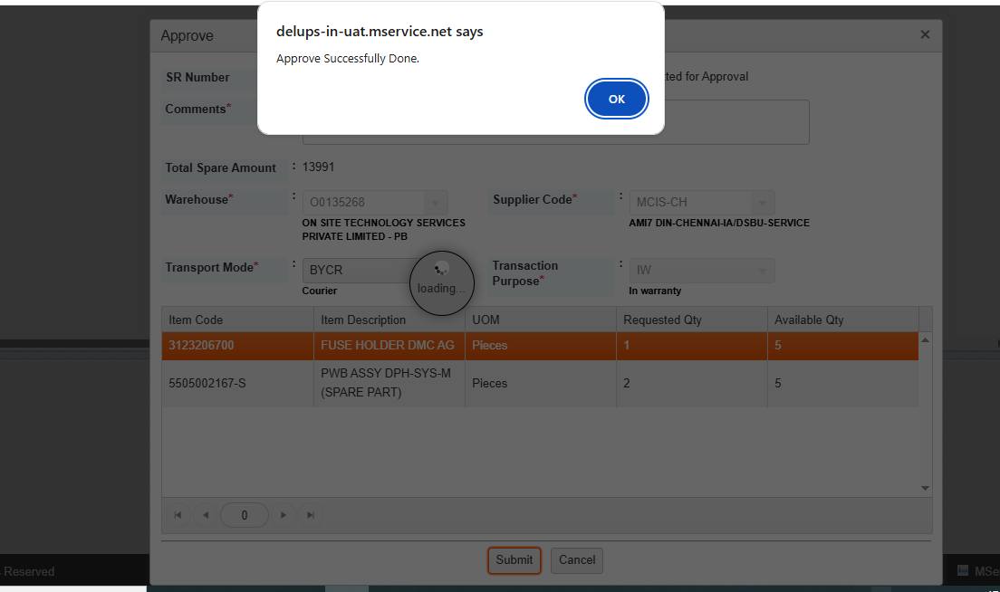 delups-in-uat.mservice.net says
Approve Successfully Done.
OK
Approve
SR Number
for Approval
Comments*
Total Spare Amount : 13991
Warehouse* : O0135268
ON SITE TECHNOLOGY SERVICES
PRIVATE LIMITED - PB
Supplier Code* : MCIS-CH
AMI7 DIN-CHENNAI-IA/DSBU-SERVICE
Transport Mode* : BYCR
Courier
loading...
Transaction
Purpose* : IW
In warranty
Item Code Item Description UOM Requested Qty Available Qty
3123206700 FUSE HOLDER DMC AG Pieces 1 5
5505002167-S PWB ASSY DPH-SYS-M
(SPARE PART) Pieces 2 5
0
Submit Cancel
Reserved